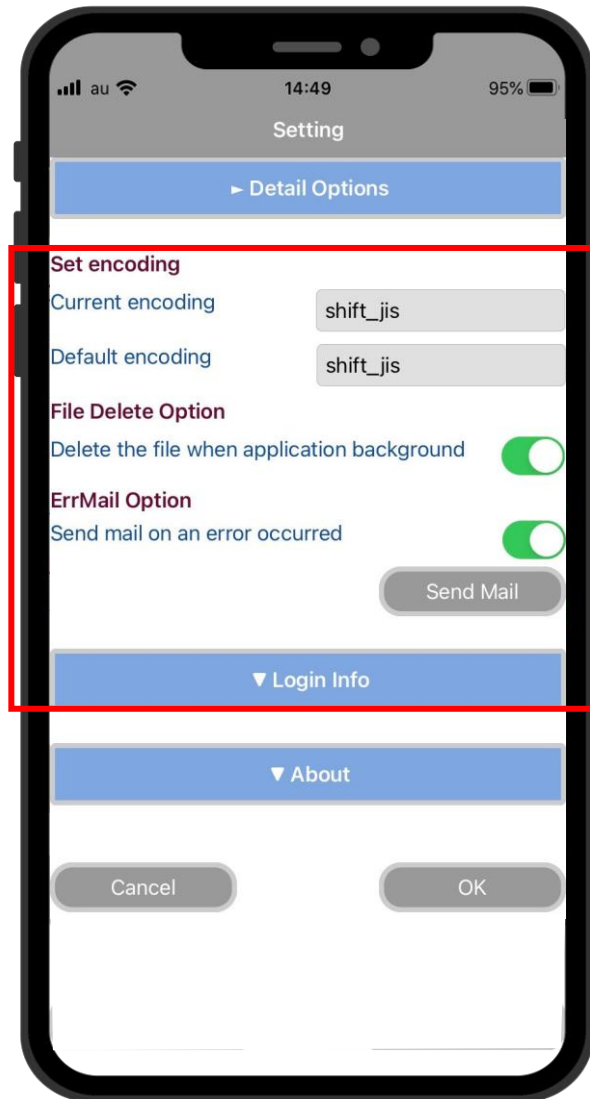 au 14:49 95%
Setting
► Detail Options
Set encoding
Current encoding shift_jis
Default encoding shift_jis
File Delete Option
Delete the file when application background
ErrMail Option
Send mail on an error occurred
Send Mail
▼ Login Info
▼ About
Cancel OK